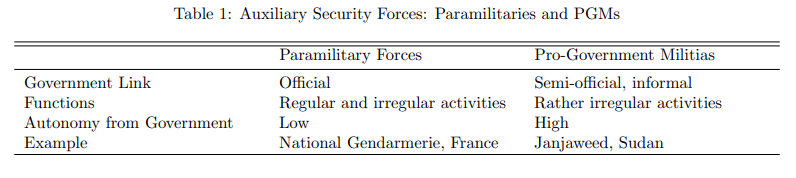 Table 1: Auxiliary Security Forces: Paramilitaries and PGMs
Paramilitary Forces Pro-Government Militias
Government Link Official Semi-official, informal
Functions Regular and irregular activities Rather irregular activities
Autonomy from Government Low High
Example National Gendarmerie, France Janjaweed, Sudan